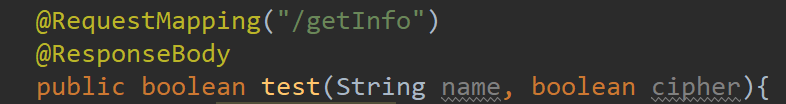 @RequestMapping("/getInfo")
@ResponseBody
public boolean test(String name, boolean cipher){